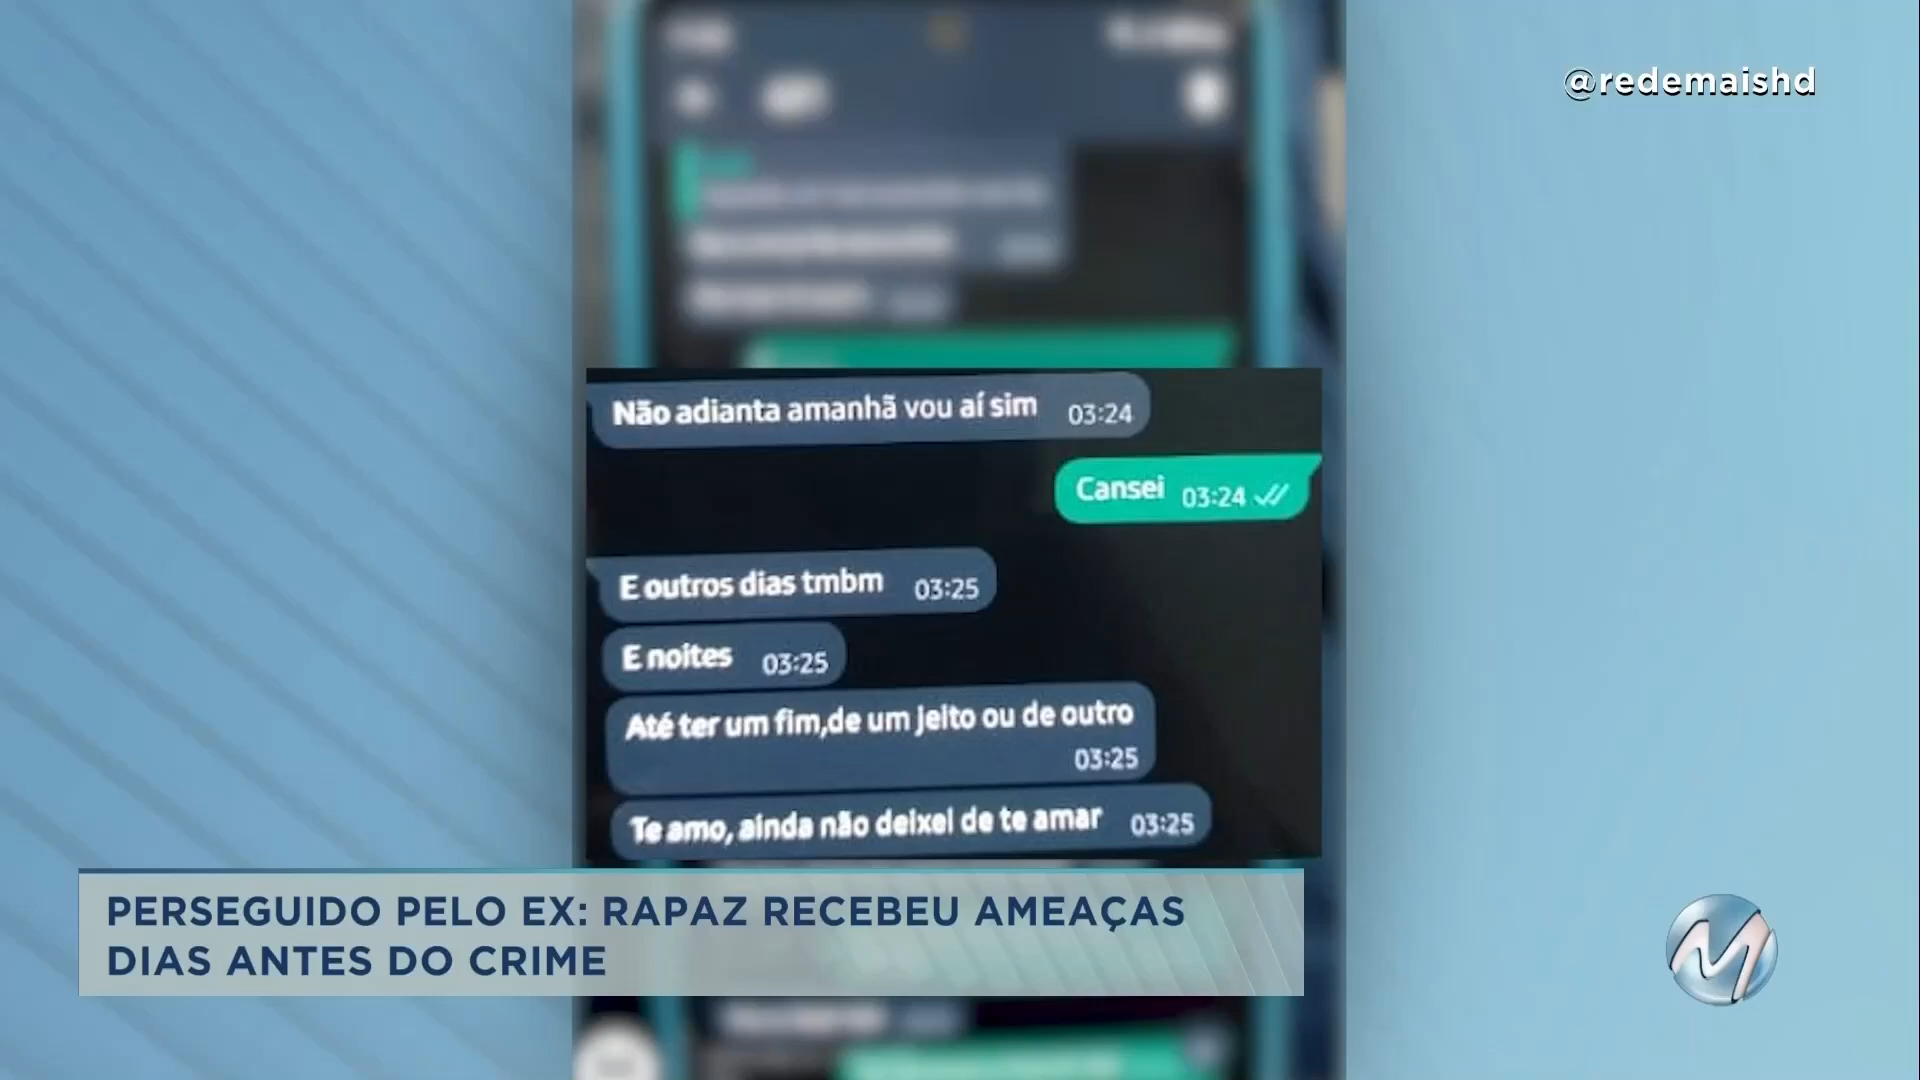 @redemaishd
Não adianta amanhã vou aí sim 03:24
Cansei 03:24
E outros dias tmbm 03:25
E noites 03:25
Até ter um fim,de um jeito ou de outro
03:25
Te amo, ainda não deixei de te amar 03:25
PERSEGUIDO PELO EX: RAPAZ RECEBEU AMEAÇAS
DIAS ANTES DO CRIME
M